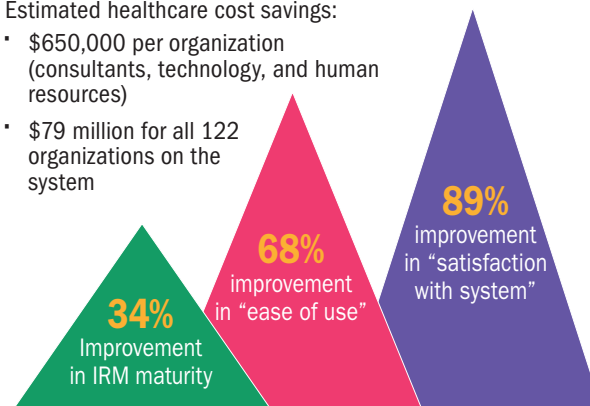 Estimated healthcare cost savings:
· $650,000 per organization
(consultants, technology, and human
resources)
· $79 million for all 122
organizations on the
system
34%
Improvement
in IRM maturity
68%
improvement
in “ease of use”
89%
improvement
in “satisfaction
with system”